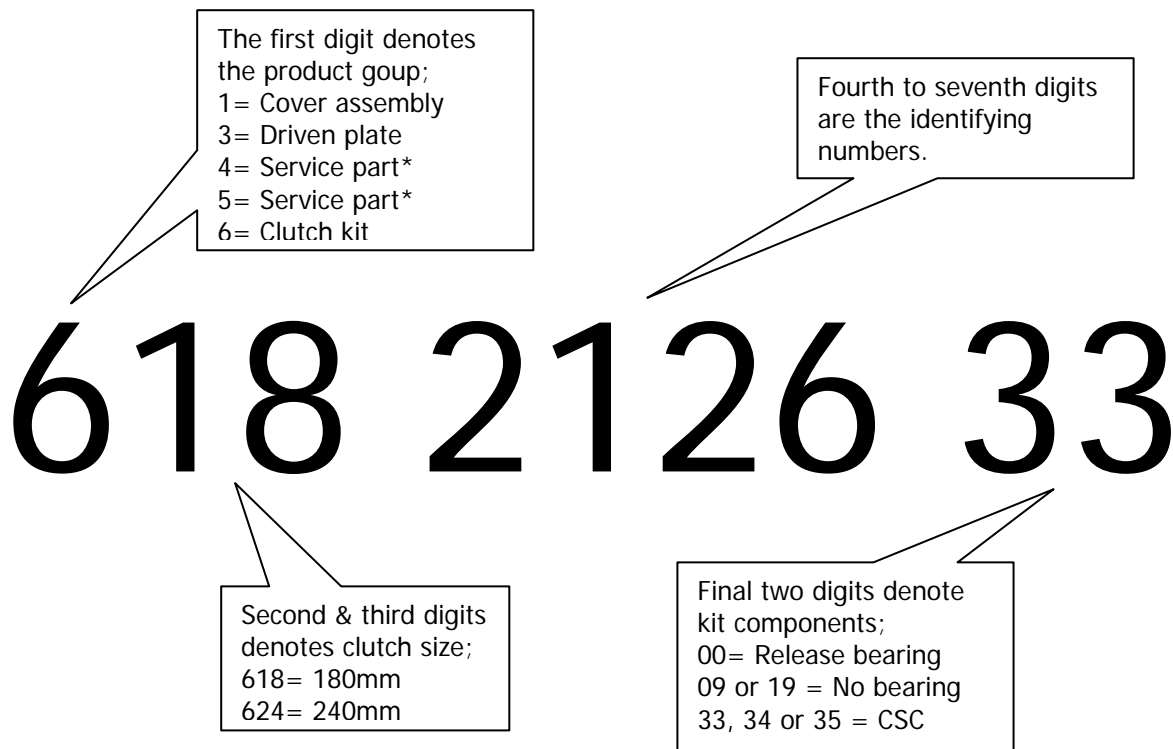 The first digit denotes
the product goup;
1= Cover assembly
3= Driven plate
4= Service part*
5= Service part*
6= Clutch kit
Fourth to seventh digits
are the identifying
numbers.
618 2126 33
Second & third digits
denotes clutch size;
618= 180mm
624= 240mm
Final two digits denote
kit components;
00= Release bearing
09 or 19 = No bearing
33, 34 or 35 = CSC